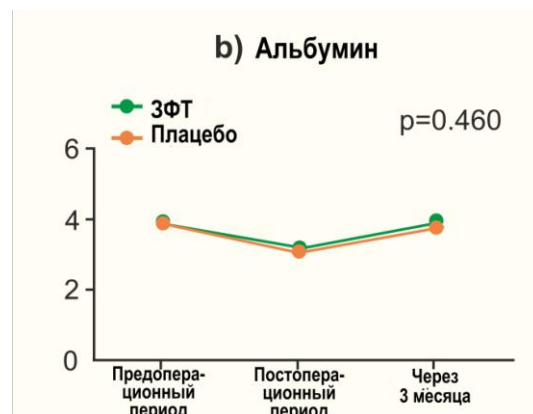 b) Альбумин
ЗФТ
Плацебо
p=0.460
6
4
2
0
Предопера-
ционный
период
Постопера-
ционный
период
Через
3 месяца